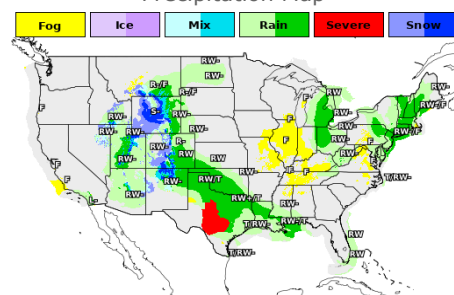 Precipitation Map
Fog Ice Mix Rain Severe Snow
RW-
R-/F
RW-
F
R-/F
RW
RW
F
S-
RW-
RW-
RW-/F
RW-
RW
F
RW-
RW-/F
R-
F
F
RW
RW
RW-
F
RW-
F
RW-
F
F
F
RW/T
T/RW-
RW-
L-
RW+/T
RW-
RW-/T
T/RW-
RW
T/RW-
RW